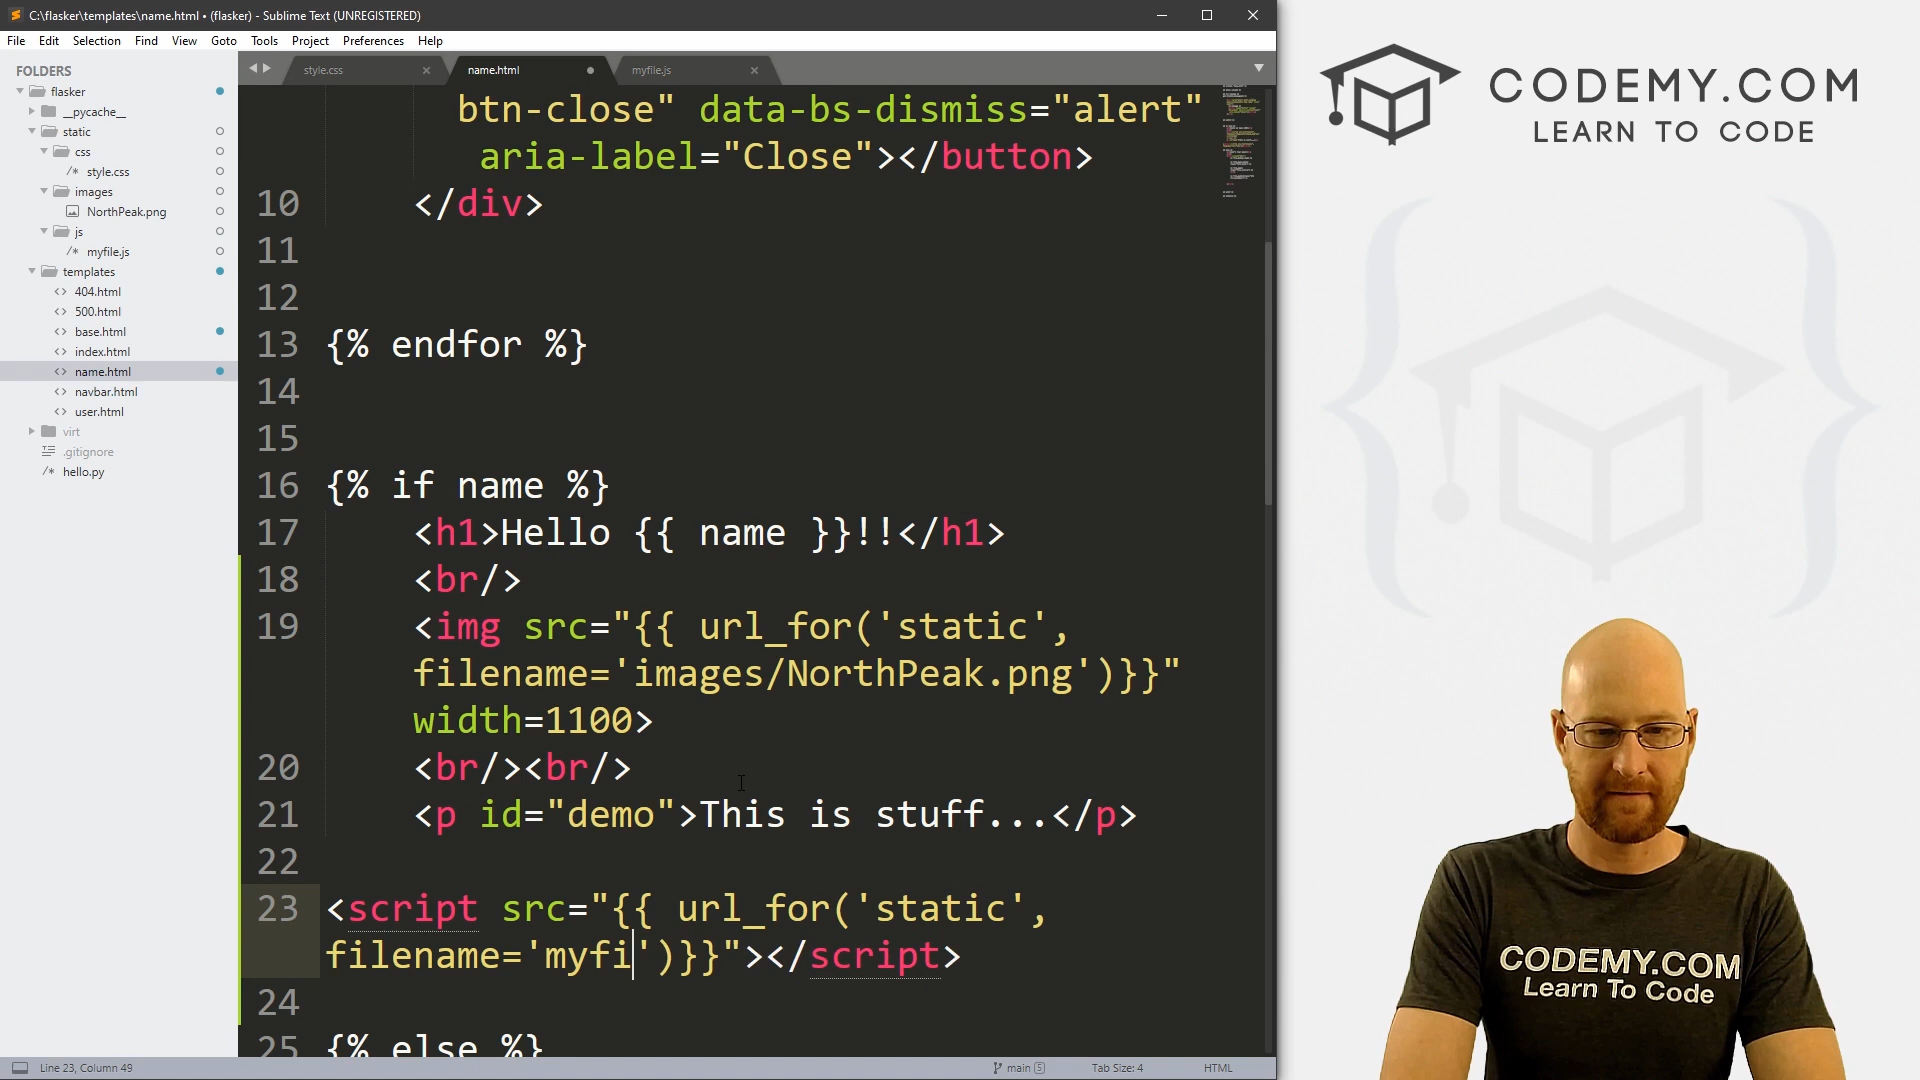 C:\flasker\templates\name.html • (flasker) - Sublime Text (UNREGISTERED)
File Edit Selection Find View Goto Tools Project Preferences Help
FOLDERS
flasker
__pycache__
static
css
style.css
images
NorthPeak.png
js
myfile.js
templates
404.html
500.html
base.html
index.html
name.html
navbar.html
user.html
virt
.gitignore
hello.py
style.css name.html myfile.js
btn-close" data-bs-dismiss="alert"
aria-label="Close"></button>
10 </div>
11
12
13 {% endfor %}
14
15
16 {% if name %}
17 <h1>Hello {{ name }}!!</h1>
18 <br/>
19 <img src="{{ url_for('static',
filename='images/NorthPeak.png')}}"
width=1100>
20 <br/><br/>
21 <p id="demo">This is stuff...</p>
22
23 <script src="{{ url_for('static',
filename='myfi')}}"></script>
24
25 {% else %}
Line 23, Column 49 main 5 Tab Size: 4 HTML
CODEMY.COM
LEARN TO CODE
CODEMY.COM
Learn To Code